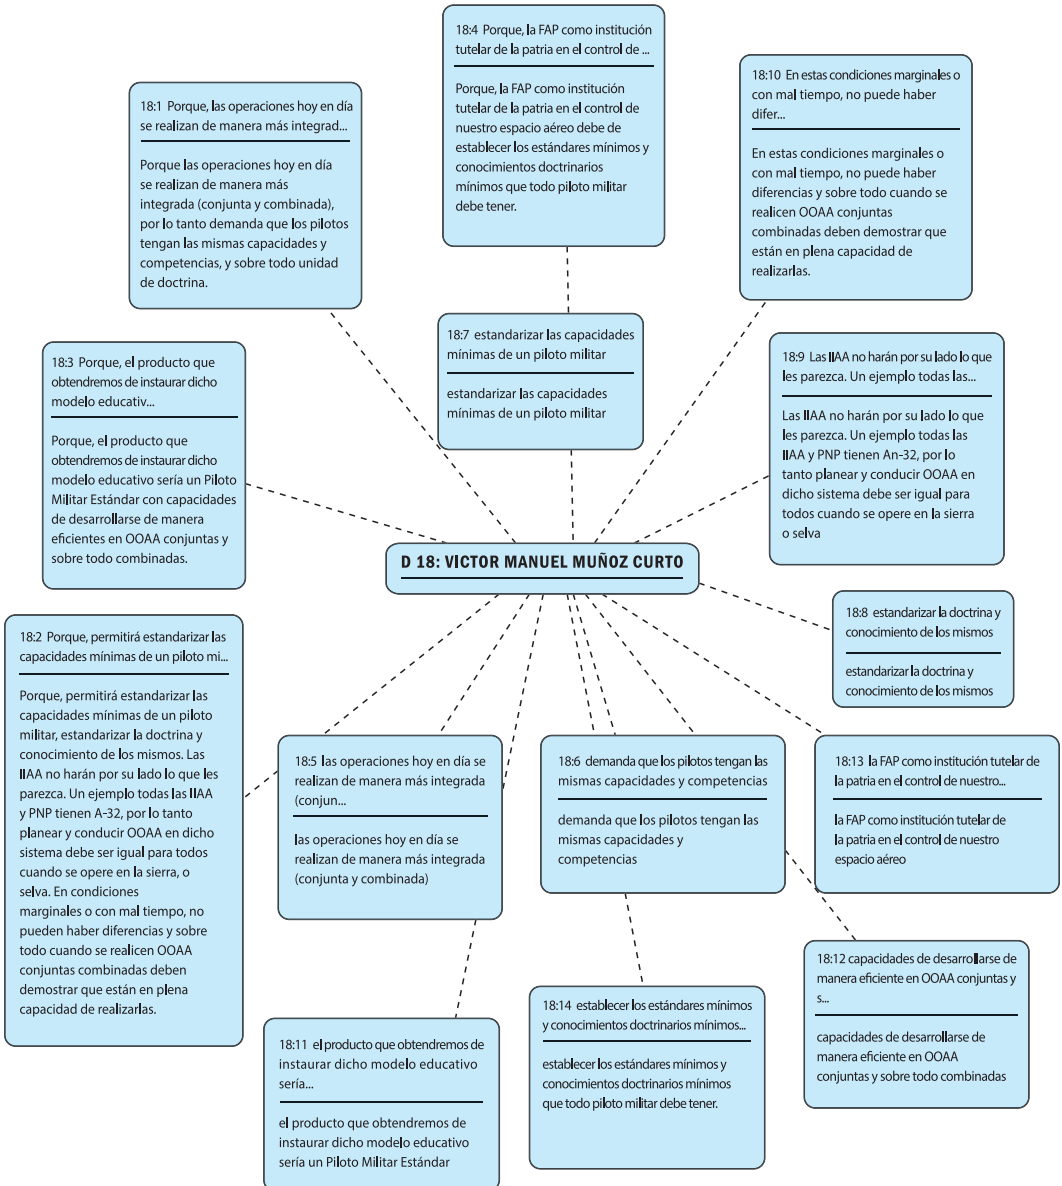 18:4 Porque, la FAP como institución
tutelar de la patria en el control de ...
Porque, la FAP como institución
tutelar de la patria en el control de
nuestro espacio aéreo debe de
establecer los estándares mínimos y
conocimientos doctrinarios
mínimos que todo piloto militar
debe tener.
18:10 En estas condiciones marginales o
con mal tiempo, no puede haber
difer...
En estas condiciones marginales o
con mal tiempo, no puede haber
diferencias y sobre todo cuando se
realicen OOAA conjuntas
combinadas deben demostrar que
están en plena capacidad de
realizarlas.
18:1 Porque, las operaciones hoy en día
se realizan de manera más integrad...
Porque las operaciones hoy en día
se realizan de manera más
integrada (conjunta y combinada),
por lo tanto demanda que los pilotos
tengan las mismas capacidades y
competencias, y sobre todo unidad
de doctrina.
18:7 estandarizar las capacidades
mínimas de un piloto militar
estandarizar las capacidades
mínimas de un piloto militar
18:9 Las IIAA no harán por su lado lo que
les parezca. Un ejemplo todas las...
Las IIAA no harán por su lado lo que
les parezca. Un ejemplo todas las
IIAA y PNP tienen An-32, por lo
tanto planear y conducir OOAA en
dicho sistema debe ser igual para
todos cuando se opere en la sierra
o selva
18:3 Porque, el producto que
obtendremos de instaurar dicho
modelo educativ...
Porque, el producto que
obtendremos de instaurar dicho
modelo educativo sería un Piloto
Militar Estándar con capacidades
de desarrollarse de manera
eficientes en OOAA conjuntas y
sobre todo combinadas.
D 18: VICTOR MANUEL MUÑOZ CURTO
18:8 estandarizar la doctrina y
conocimiento de los mismos
estandarizar la doctrina y
conocimiento de los mismos
18:2 Porque, permitirá estandarizar las
capacidades mínimas de un piloto mi...
Porque, permitirá estandarizar las
capacidades mínimas de un piloto
militar, estandarizar la doctrina y
conocimiento de los mismos. Las
IIAA no harán por su lado lo que les
parezca. Un ejemplo todas las IIAA
y PNP tienen A-32, por lo tanto
planear y conducir OOAA en dicho
sistema debe ser igual para todos
cuando se opere en la sierra, o
selva. En condiciones
marginales o con mal tiempo, no
pueden haber diferencias y sobre
todo cuando se realicen OOAA
conjuntas combinadas deben
demostrar que están en plena
capacidad de realizarlas.
18:5 las operaciones hoy en día se
realizan de manera más integrada
(conjun...
las operaciones hoy en día se
realizan de manera más integrada
(conjunta y combinada)
18:6 demanda que los pilotos tengan las
mismas capacidades y competencias
demanda que los pilotos tengan las
mismas capacidades y
competencias
18:13 la FAP como institución tutelar de
la patria en el control de nuestro...
la FAP como institución tutelar de
la patria en el control de nuestro
espacio aéreo
18:12 capacidades de desarrollarse de
manera eficiente en OOAA conjuntas y
s...
capacidades de desarrollarse de
manera eficiente en OOAA
conjuntas y sobre todo combinadas
18:14 establecer los estándares mínimos
y conocimientos doctrinarios mínimos...
establecer los estándares mínimos y
conocimientos doctrinarios mínimos
que todo piloto militar debe tener.
18:11 el producto que obtendremos de
instaurar dicho modelo educativo
sería...
el producto que obtendremos de
instaurar dicho modelo educativo
sería un Piloto Militar Estándar